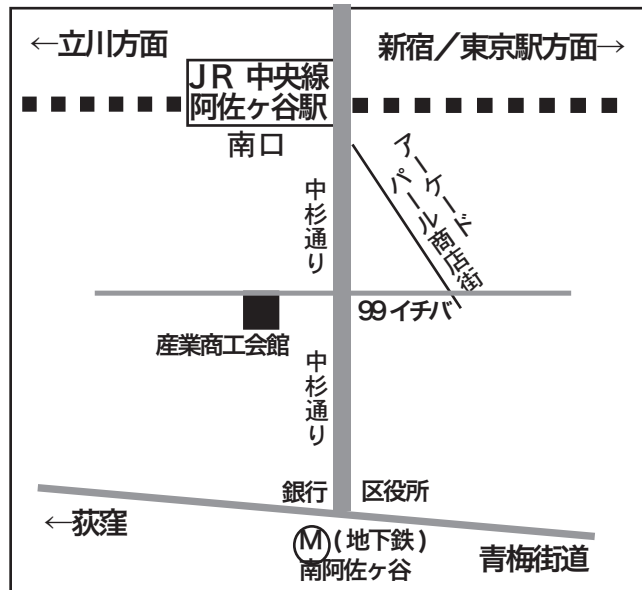 ←立川方面
新宿／東京駅方面→
JR 中央線
阿佐ヶ谷駅
南口
中杉通り
アーケード
パール商店街
99イチバ
産業商工会館
中杉通り
銀行
区役所
←荻窪
M (地下鉄)
南阿佐ヶ谷
青梅街道